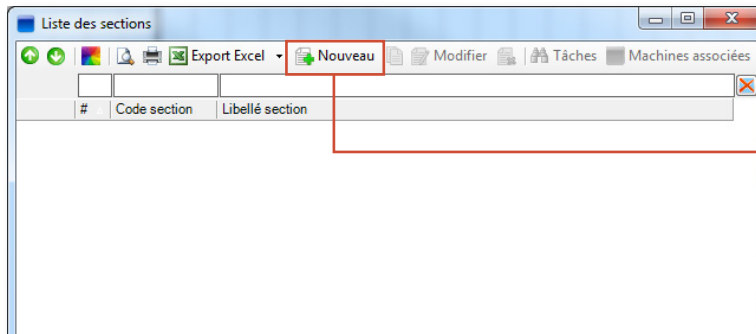 Liste des sections
Export Excel Nouveau Modifier Tâches Machines associées
# Code section Libellé section